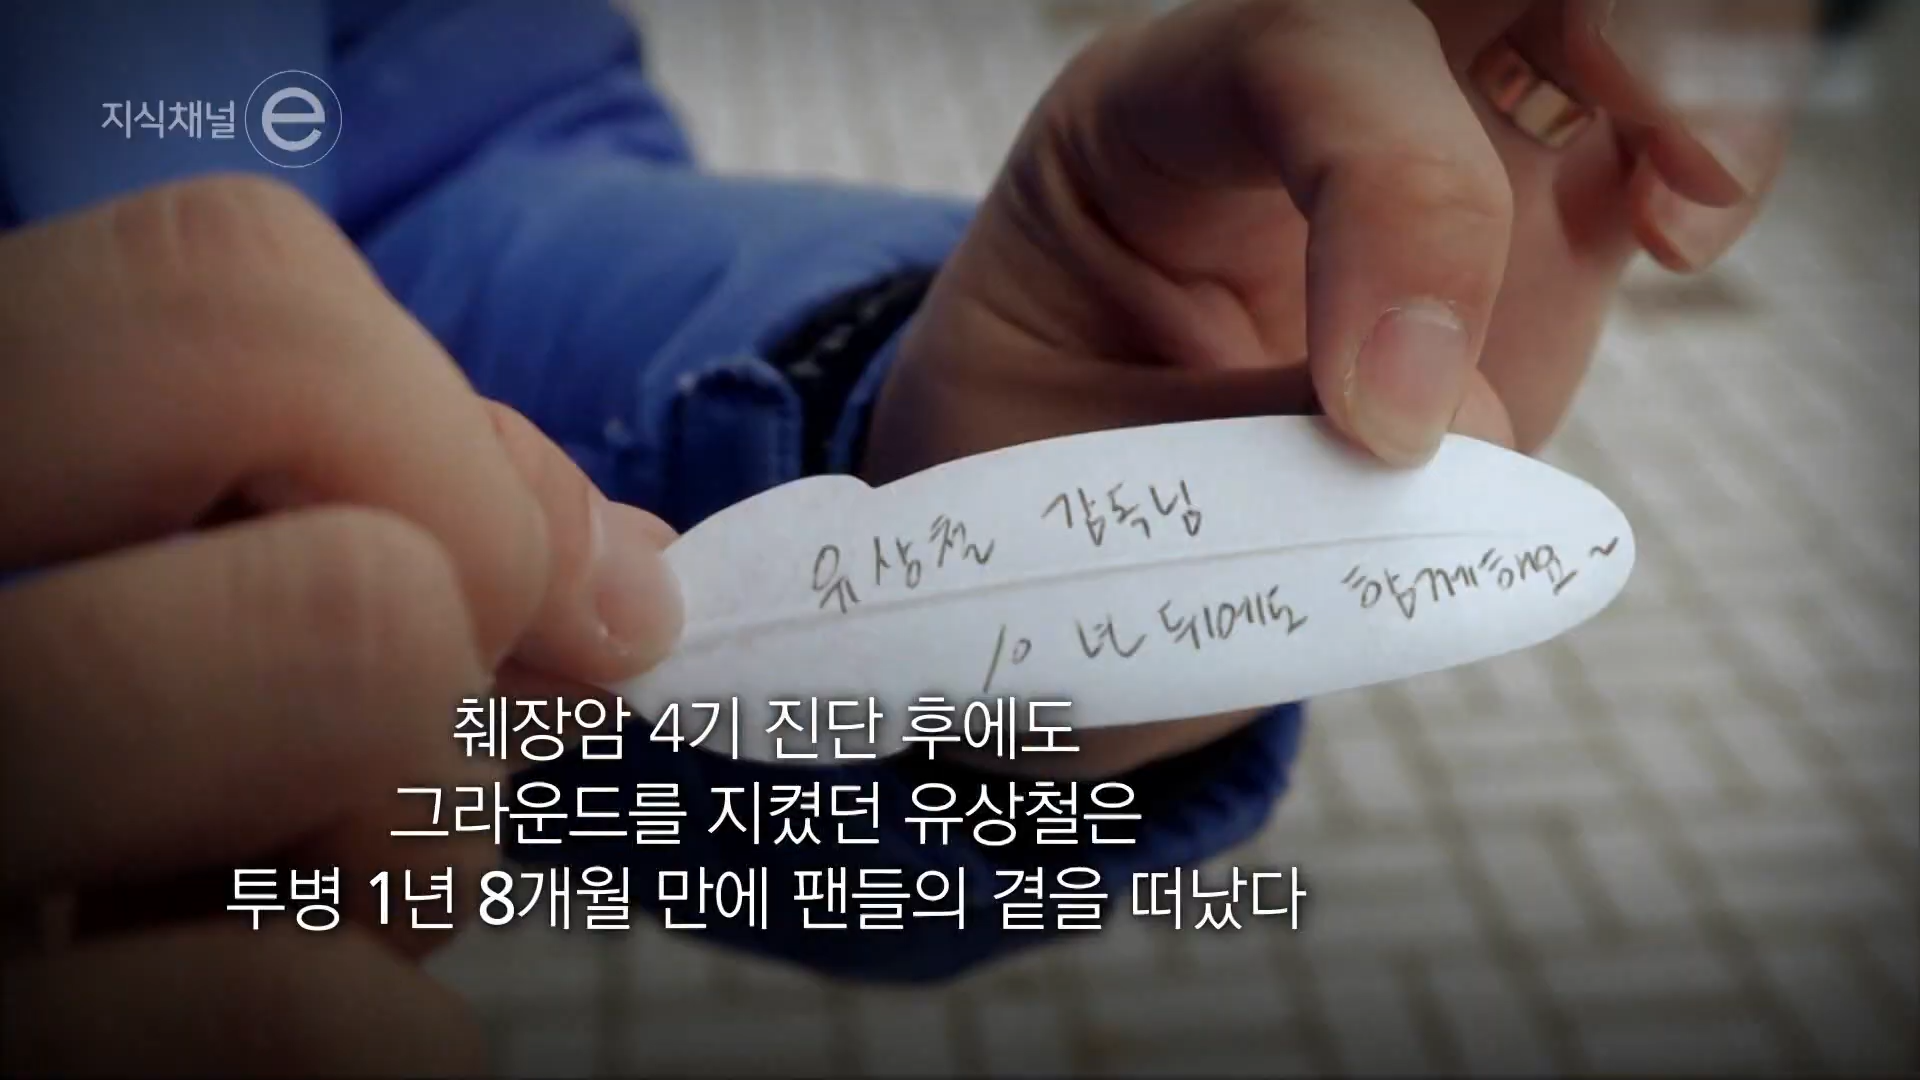 지식채널 e
유상철 감독님
10년 뒤에도 함께해요~
췌장암 4기 진단 후에도
그라운드를 지켰던 유상철은
투병 1년 8개월 만에 팬들의 곁을 떠났다